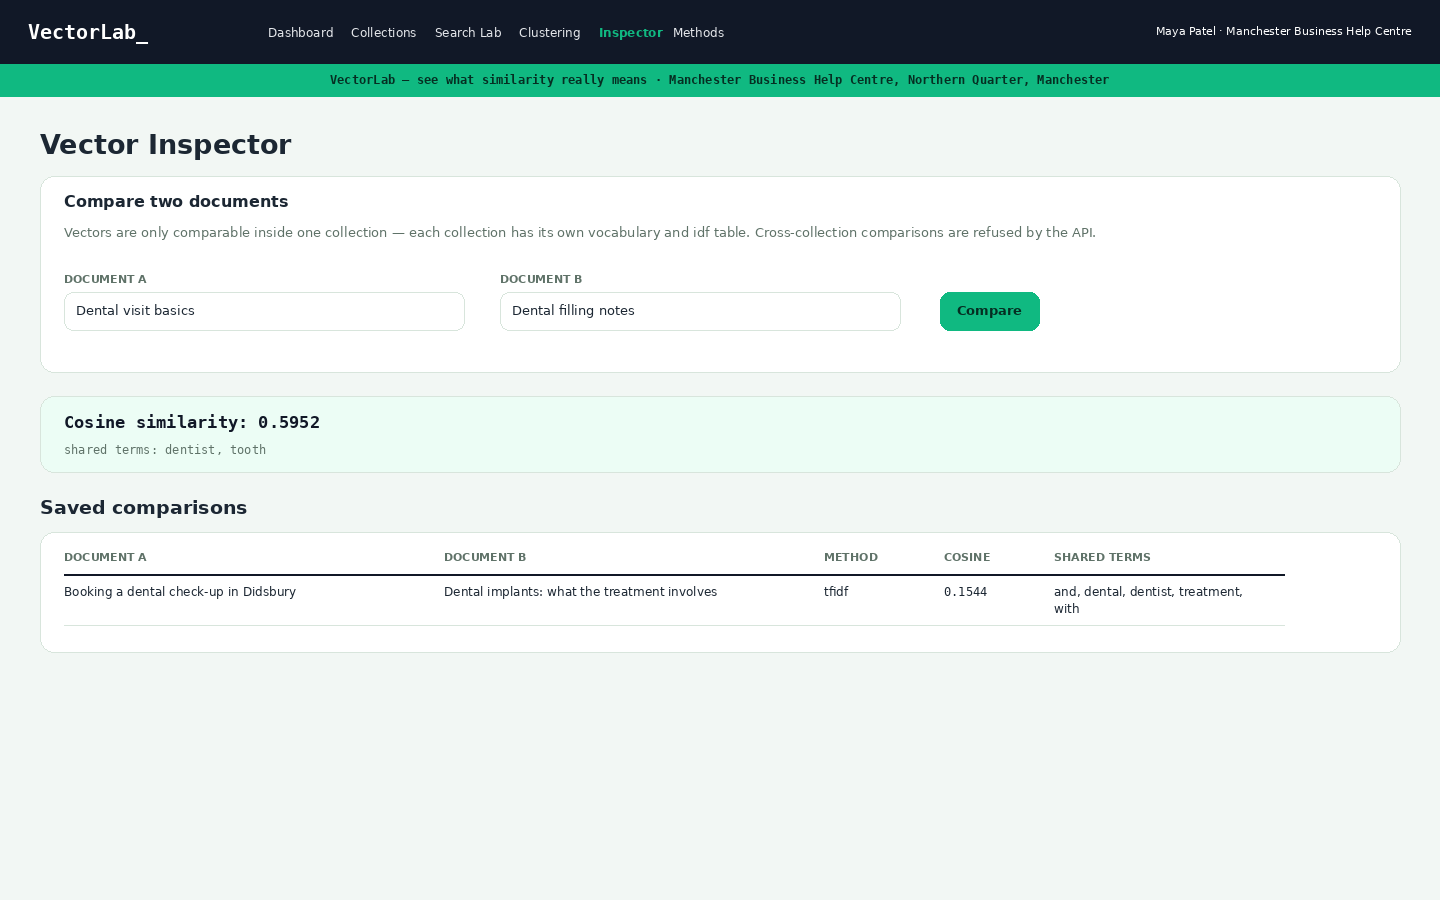 VectorLab_
Dashboard Collections Search Lab Clustering Inspector Methods
Maya Patel · Manchester Business Help Centre
VectorLab — see what similarity really means · Manchester Business Help Centre, Northern Quarter, Manchester
Vector Inspector
Compare two documents
Vectors are only comparable inside one collection — each collection has its own vocabulary and idf table. Cross-collection comparisons are refused by the API.
DOCUMENT A DOCUMENT B
Dental visit basics Dental filling notes Compare
Cosine similarity: 0.5952
shared terms: dentist, tooth
Saved comparisons
DOCUMENT A DOCUMENT B METHOD COSINE SHARED TERMS
Booking a dental check-up in Didsbury Dental implants: what the treatment involves tfidf 0.1544 and, dental, dentist, treatment,
with